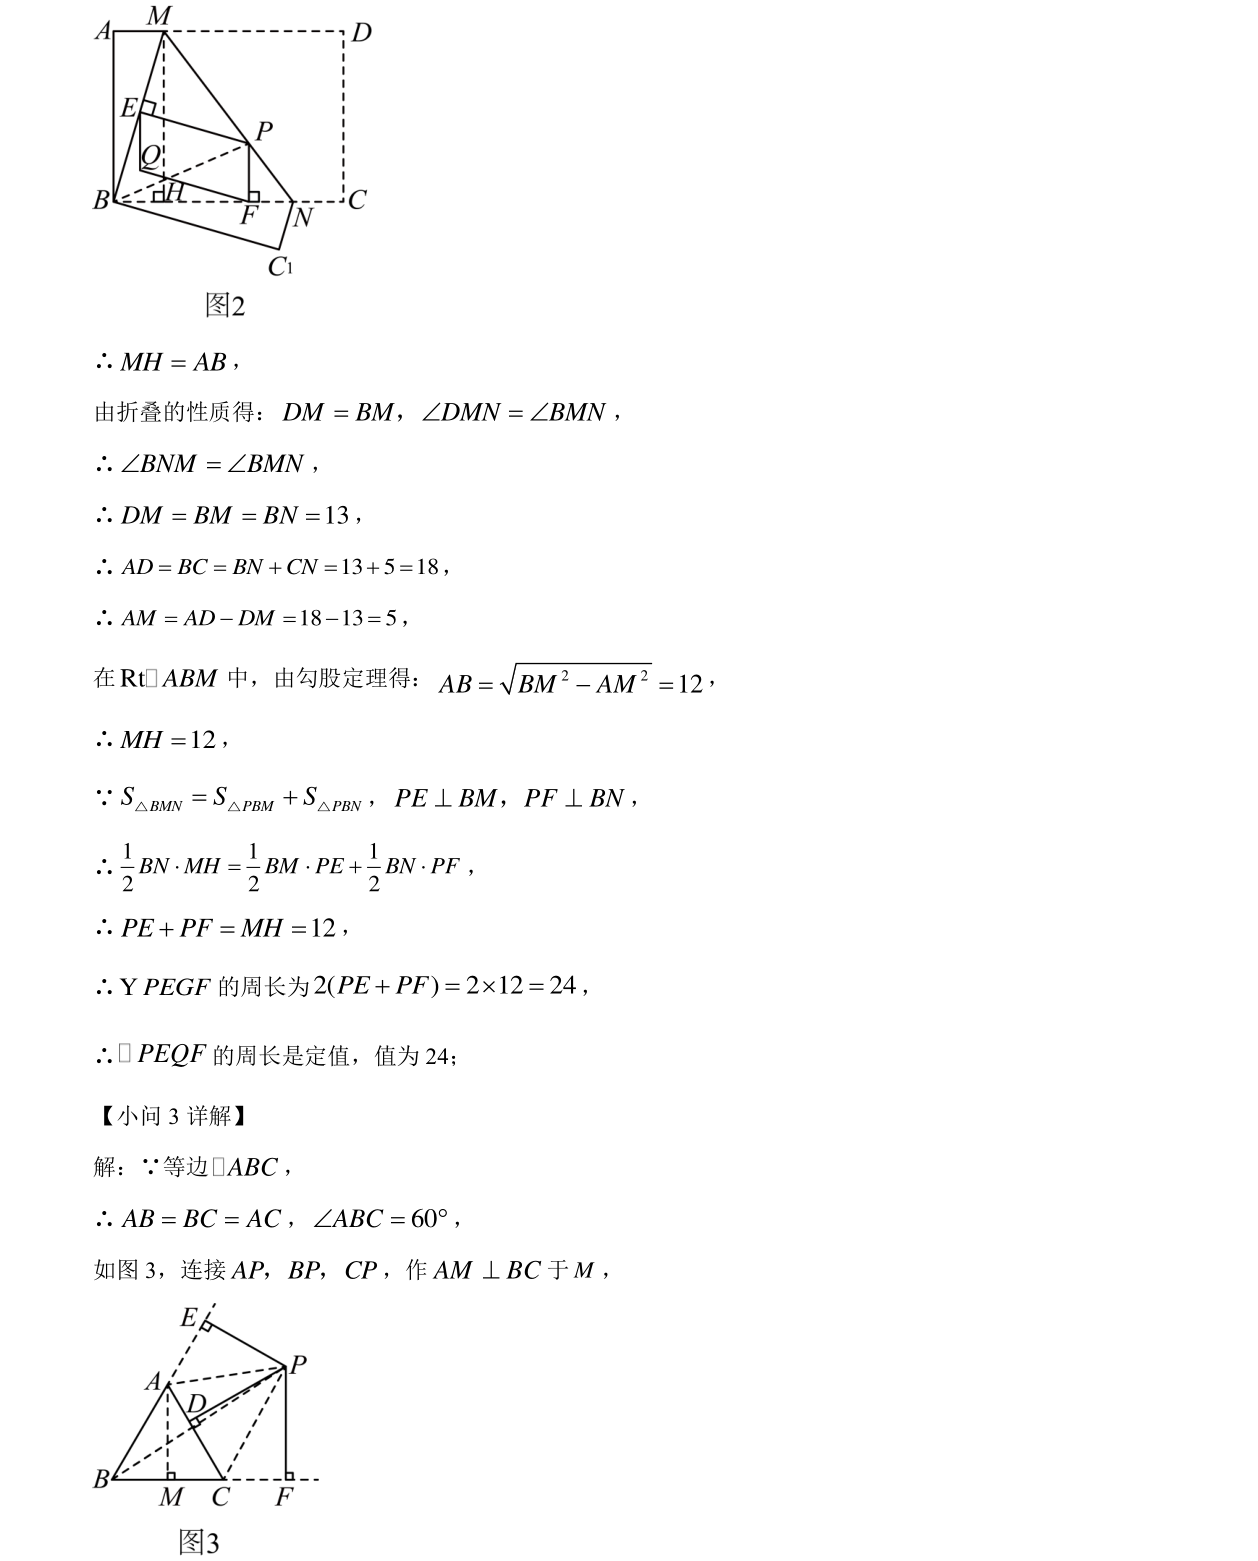 A M D
E
P
Q
B H F N C
C1
图2
∴MH = AB，
由折叠的性质得：DM = BM，∠DMN = ∠BMN，
∴∠BNM = ∠BMN，
∴DM = BM = BN = 13，
∴AD = BC = BN + CN = 13 + 5 = 18，
∴AM = AD − DM = 18 − 13 = 5，
在 Rt□ABM 中，由勾股定理得：AB = √(BM² − AM²) = 12，
∴MH = 12，
∵S△BMN = S△PBM + S△PBN，PE ⊥ BM，PF ⊥ BN，
∴1/2 BN · MH = 1/2 BM · PE + 1/2 BN · PF，
∴PE + PF = MH = 12，
∴Y PEGF 的周长为 2(PE + PF) = 2×12 = 24，
∴□ PEQF 的周长是定值，值为 24；
【小问 3 详解】
解：∵等边□ABC，
∴AB = BC = AC，∠ABC = 60°，
如图 3，连接 AP，BP，CP，作 AM ⊥ BC 于 M，
E
P
A
D
B M C F
图3